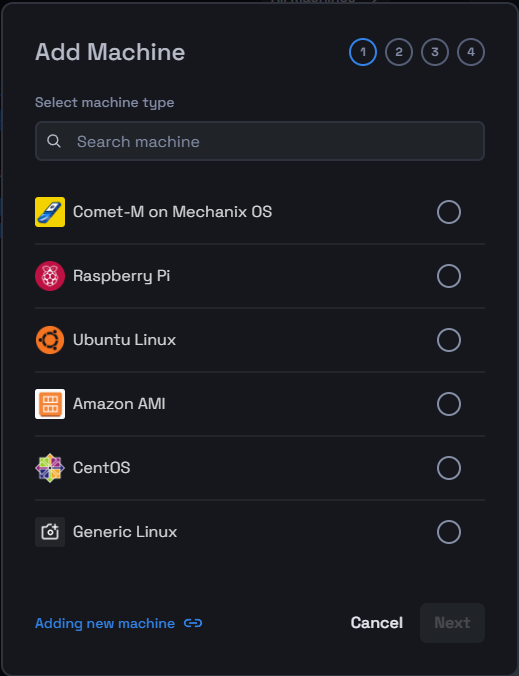 Add Machine
1 2 3 4
Select machine type
Search machine
Comet-M on Mechanix OS
Raspberry Pi
Ubuntu Linux
Amazon AMI
CentOS
Generic Linux
Adding new machine
Cancel
Next